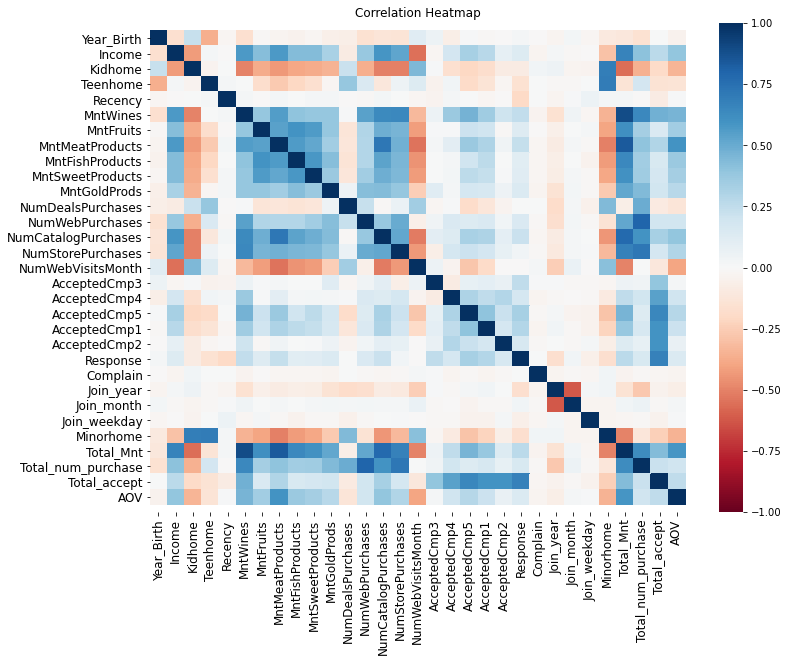 Correlation Heatmap
Year_Birth
Income
Kidhome
Teenhome
Recency
MntWines
MntFruits
MntMeatProducts
MntFishProducts
MntSweetProducts
MntGoldProds
NumDealsPurchases
NumWebPurchases
NumCatalogPurchases
NumStorePurchases
NumWebVisitsMonth
AcceptedCmp3
AcceptedCmp4
AcceptedCmp5
AcceptedCmp1
AcceptedCmp2
Response
Complain
Join_year
Join_month
Join_weekday
Minorhome
Total_Mnt
Total_num_purchase
Total_accept
AOV
Year_Birth
Income
Kidhome
Teenhome
Recency
MntWines
MntFruits
MntMeatProducts
MntFishProducts
MntSweetProducts
MntGoldProds
NumDealsPurchases
NumWebPurchases
NumCatalogPurchases
NumStorePurchases
NumWebVisitsMonth
AcceptedCmp3
AcceptedCmp4
AcceptedCmp5
AcceptedCmp1
AcceptedCmp2
Response
Complain
Join_year
Join_month
Join_weekday
Minorhome
Total_Mnt
Total_num_purchase
Total_accept
AOV
1.00
0.75
0.50
0.25
0.00
−0.25
−0.50
−0.75
−1.00